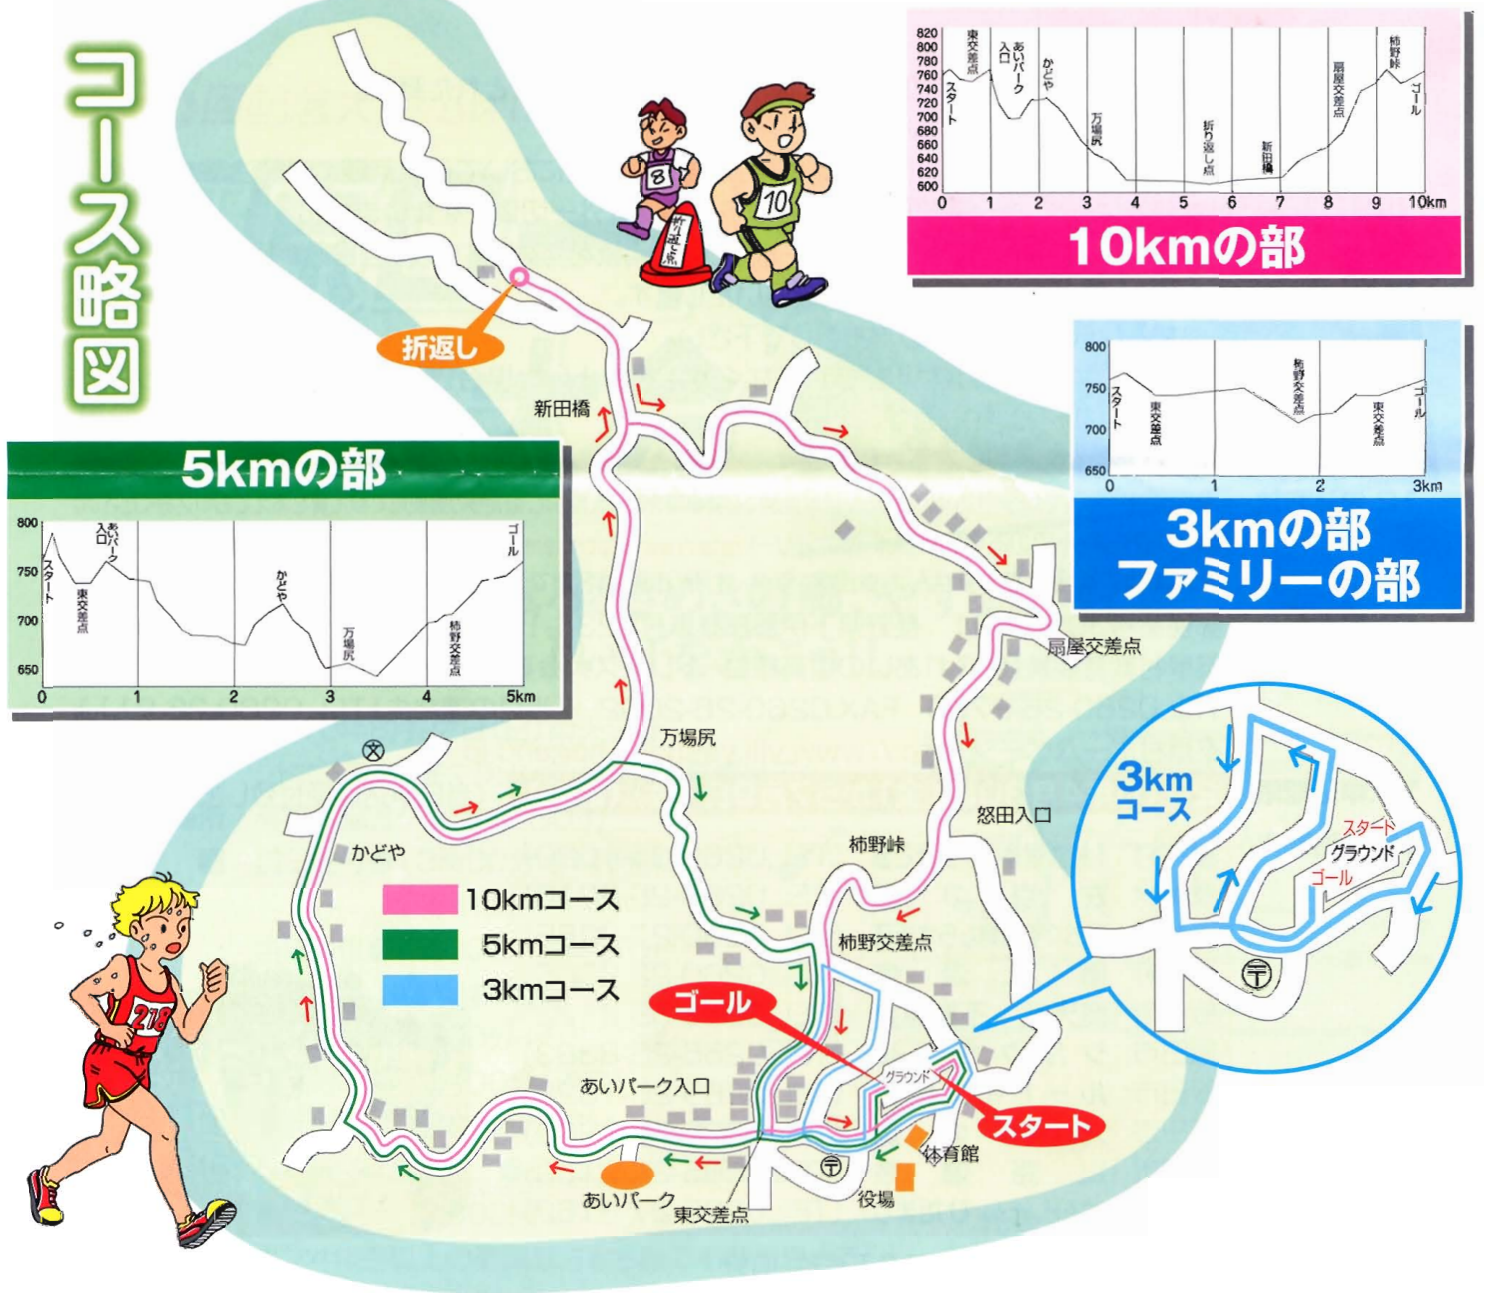 コース略図
8
10
折り返し点
820
800
780
760
740
720
700
680
660
640
620
600
スタート
東交差点
あいパーク
入口
かどや
万場尻
折り返し点
新田橋
扇屋交差点
柿野峠
ゴール
0 1 2 3 4 5 6 7 8 9 10km
10kmの部
800
750
700
650
スタート
東交差点
柿野交差点
東交差点
ゴール
0 1 2 3km
3kmの部
ファミリーの部
5kmの部
800
750
700
650
スタート
東交差点
あいパーク
入口
かどや
万場尻
柿野交差点
ゴール
0 1 2 3 4 5km
折返し
新田橋
扇屋交差点
万場尻
文
かどや
怒田入口
柿野峠
柿野交差点
10kmコース
5kmコース
3kmコース
ゴール
グラウンド
スタート
あいパーク入口
あいパーク
東交差点
〒
体育館
役場
3km
コース
スタート
グラウンド
ゴール
〒
278